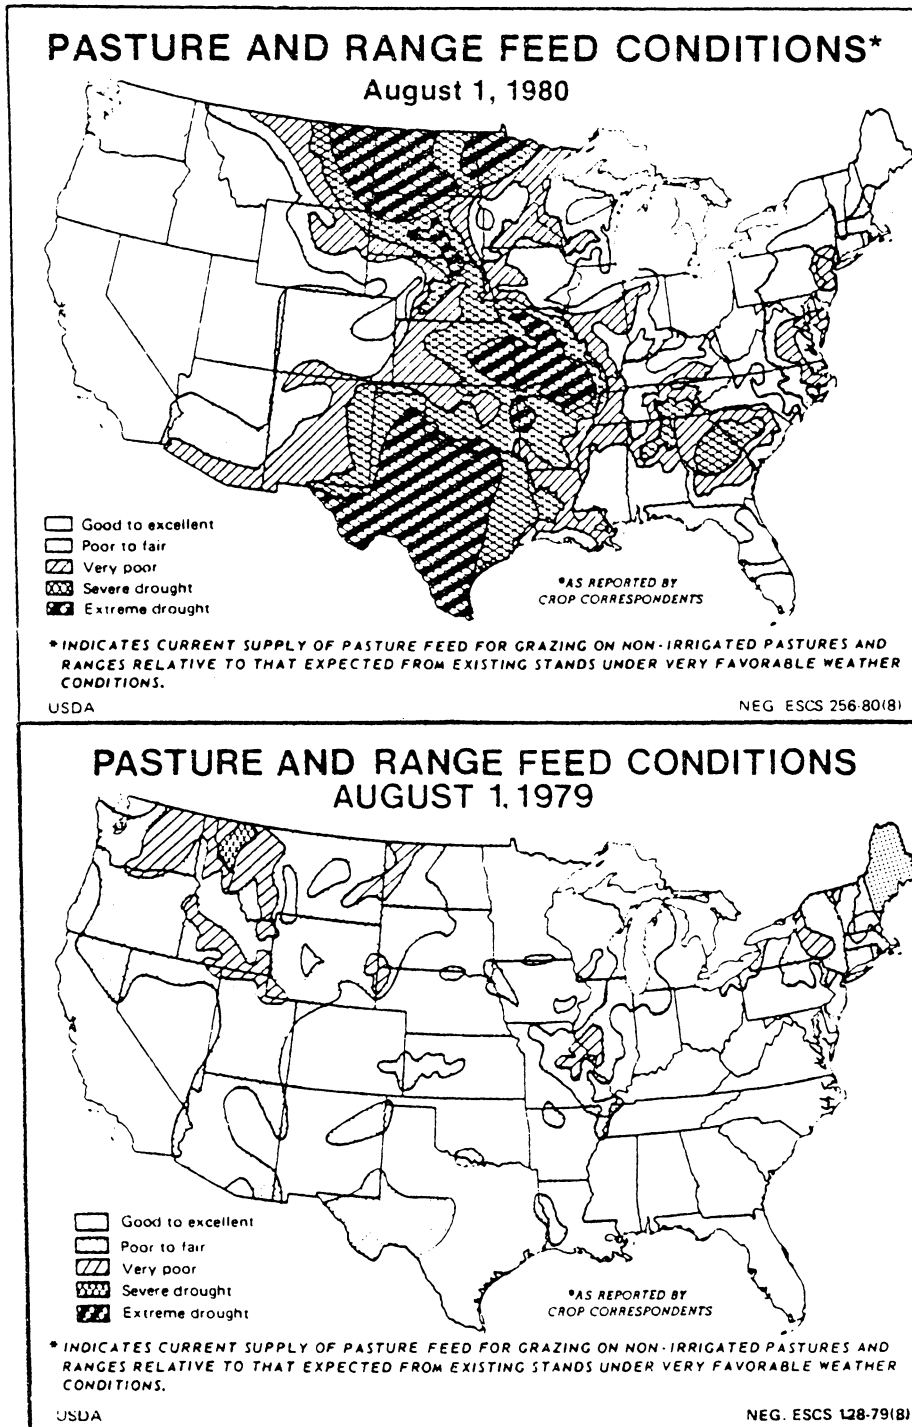 PASTURE AND RANGE FEED CONDITIONS*
August 1, 1980
Good to excellent
Poor to fair
Very poor
Severe drought
Extreme drought
*AS REPORTED BY
CROP CORRESPONDENTS
* INDICATES CURRENT SUPPLY OF PASTURE FEED FOR GRAZING ON NON-IRRIGATED PASTURES AND
RANGES RELATIVE TO THAT EXPECTED FROM EXISTING STANDS UNDER VERY FAVORABLE WEATHER
CONDITIONS.
USDA
NEG. ESCS 256-80(8)
PASTURE AND RANGE FEED CONDITIONS
AUGUST 1, 1979
Good to excellent
Poor to fair
Very poor
Severe drought
Extreme drought
*AS REPORTED BY
CROP CORRESPONDENTS
* INDICATES CURRENT SUPPLY OF PASTURE FEED FOR GRAZING ON NON-IRRIGATED PASTURES AND
RANGES RELATIVE TO THAT EXPECTED FROM EXISTING STANDS UNDER VERY FAVORABLE WEATHER
CONDITIONS.
USDA
NEG. ESCS 128-79(8)